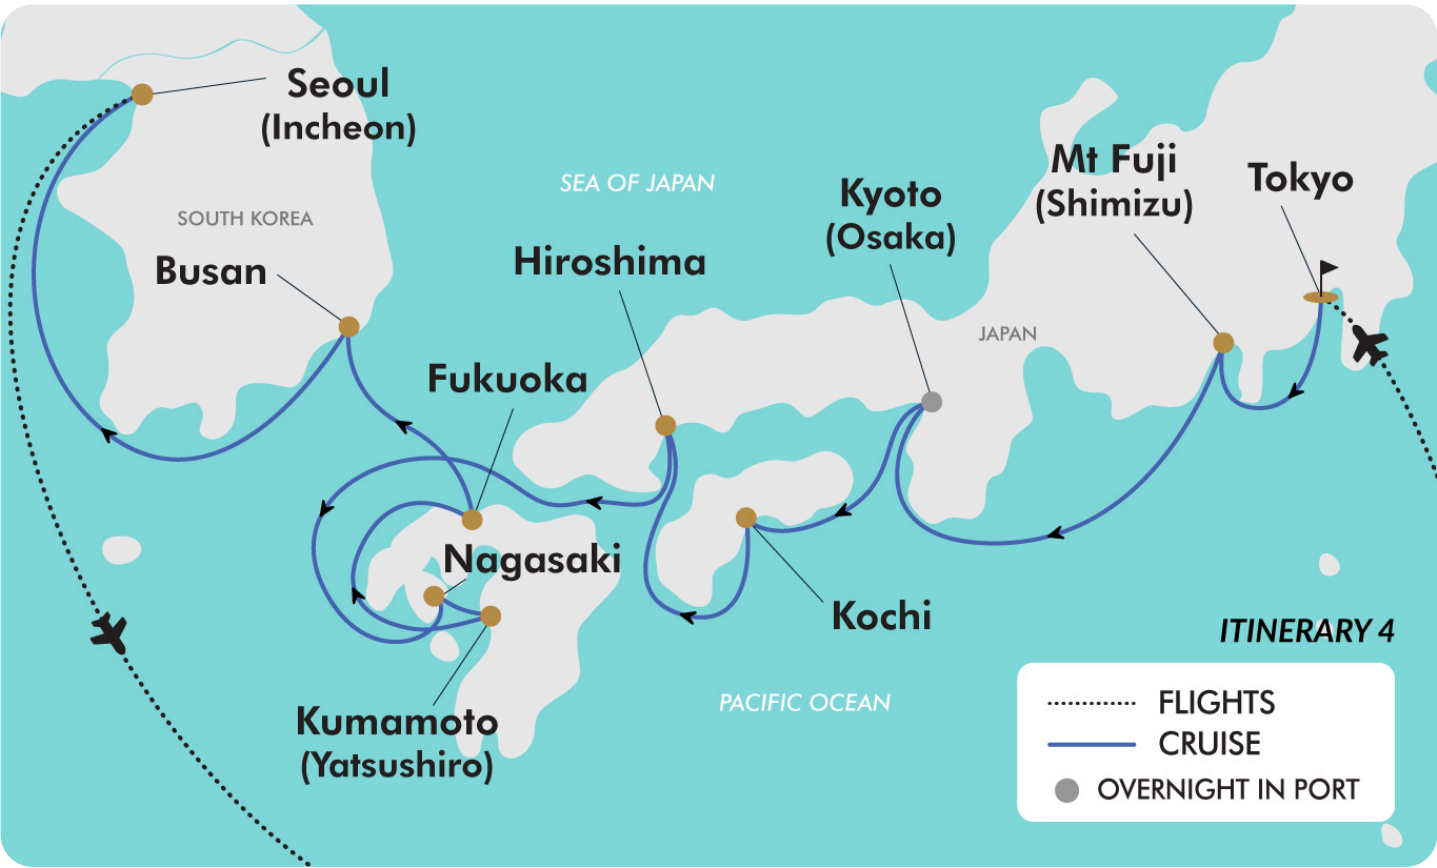 Seoul
(Incheon)
SOUTH KOREA
Busan
SEA OF JAPAN
Hiroshima
Fukuoka
Kyoto
(Osaka)
Mt Fuji
(Shimizu)
Tokyo
JAPAN
Nagasaki
Kochi
Kumamoto
(Yatsushiro)
PACIFIC OCEAN
ITINERARY 4
FLIGHTS
CRUISE
OVERNIGHT IN PORT